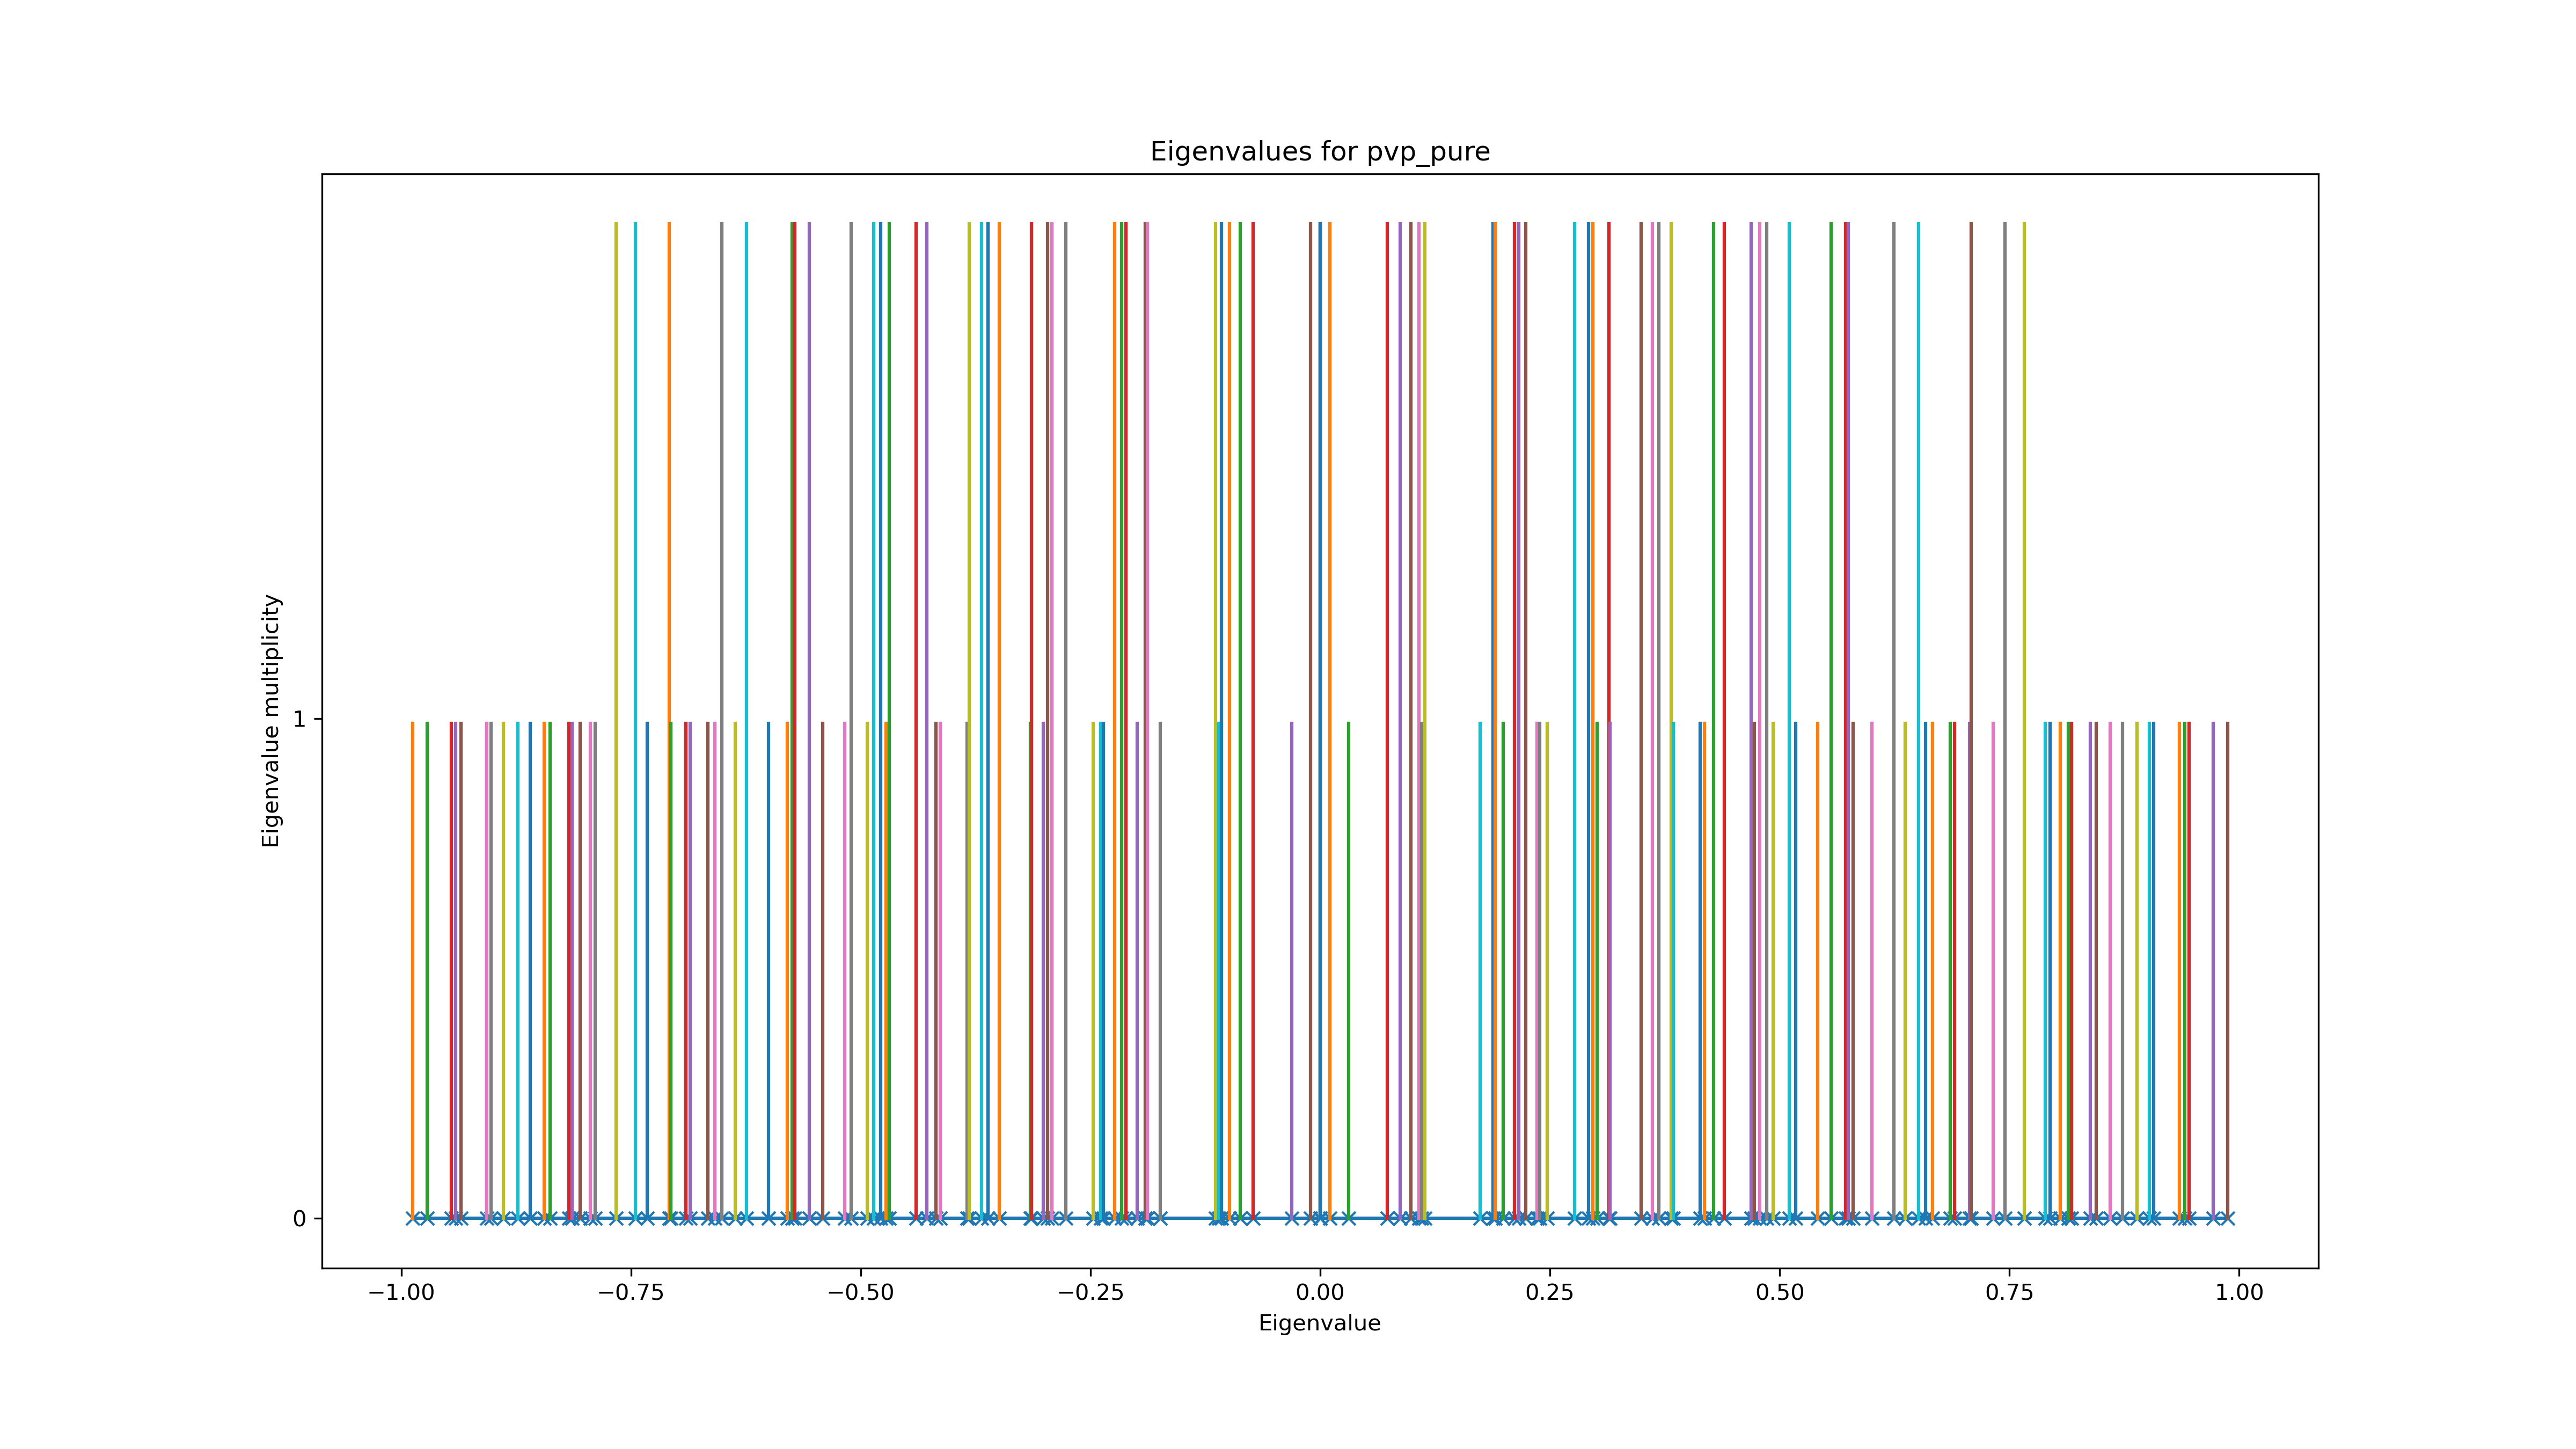 Eigenvalues for pvp_pure
Eigenvalue multiplicity
1
0
−1.00 −0.75 −0.50 −0.25 0.00 0.25 0.50 0.75 1.00
Eigenvalue